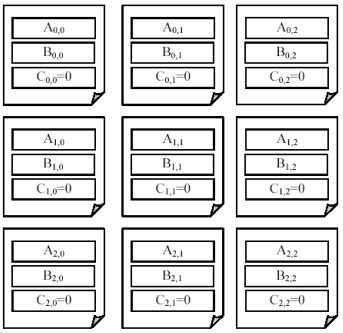 A0,0 A0,1 A0,2
B0,0 B0,1 B0,2
C0,0=0 C0,1=0 C0,2=0
A1,0 A1,1 A1,2
B1,0 B1,1 B1,2
C1,0=0 C1,1=0 C1,2=0
A2,0 A2,1 A2,2
B2,0 B2,1 B2,2
C2,0=0 C2,1=0 C2,2=0